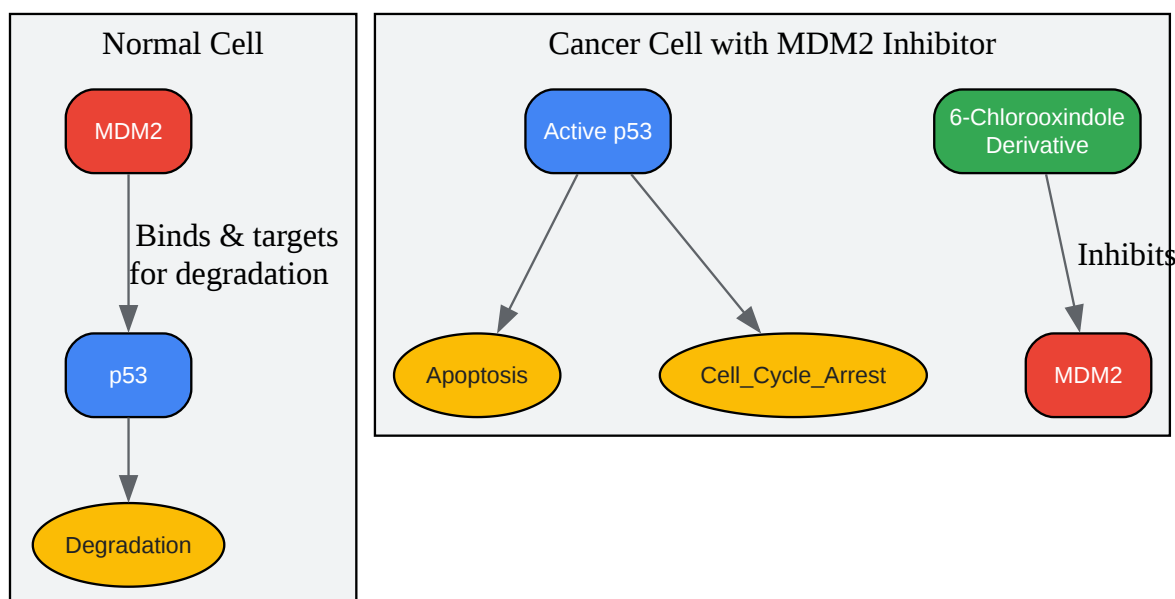 Normal Cell
MDM2
Binds & targets
for degradation
p53
Degradation
Cancer Cell with MDM2 Inhibitor
Active p53
6-Chlorooxindole
Derivative
Inhibits
Apoptosis
Cell_Cycle_Arrest
MDM2